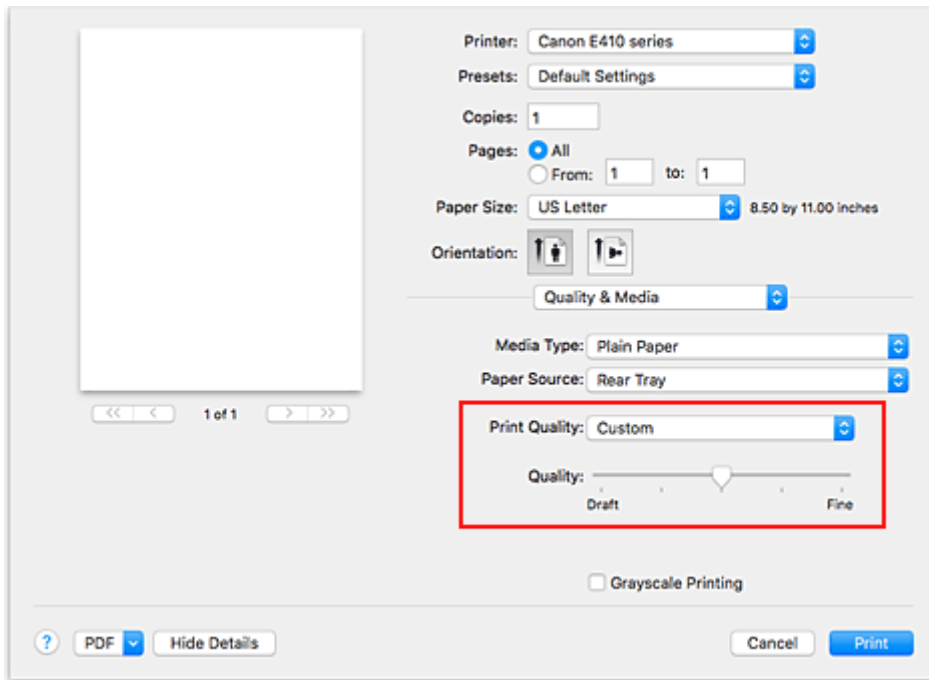 Printer: Canon E410 series
Presets: Default Settings
Copies: 1
Pages: All
From: 1 to: 1
Paper Size: US Letter 8.50 by 11.00 inches
Orientation:
Quality & Media
Media Type: Plain Paper
Paper Source: Rear Tray
<< < 1 of 1 > >>
Print Quality: Custom
Quality:
Draft Fine
Grayscale Printing
? PDF Hide Details Cancel Print